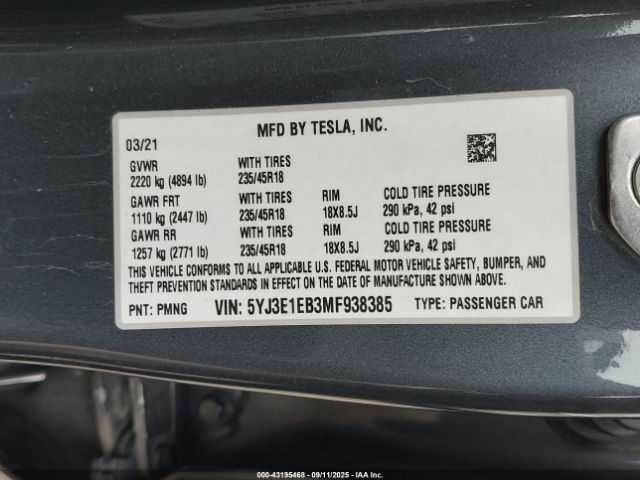 MFD BY TESLA, INC.
03/21
GVWR WITH TIRES
2220 kg (4894 lb) 235/45R18
GAWR FRT WITH TIRES RIM COLD TIRE PRESSURE
1110 kg (2447 lb) 235/45R18 18X8.5J 290 kPa, 42 psi
GAWR RR WITH TIRES RIM COLD TIRE PRESSURE
1257 kg (2771 lb) 235/45R18 18X8.5J 290 kPa, 42 psi
THIS VEHICLE CONFORMS TO ALL APPLICABLE U.S. FEDERAL MOTOR VEHICLE SAFETY, BUMPER, AND
THEFT PREVENTION STANDARDS IN EFFECT ON THE DATE OF MANUFACTURE SHOWN ABOVE.
PNT: PMNG VIN: 5YJ3E1EB3MF938385 TYPE: PASSENGER CAR
000-43195468 - 09/11/2025 - IAA Inc.